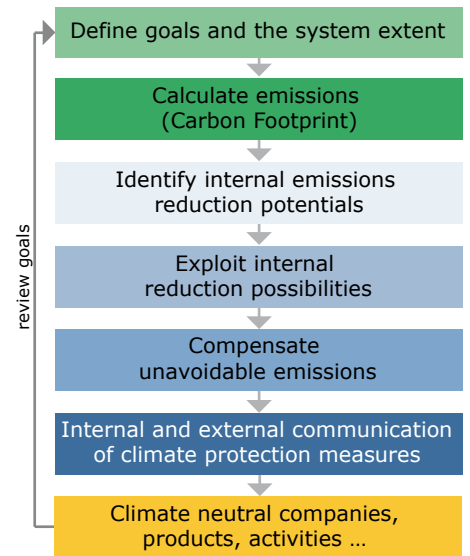 Define goals and the system extent
Calculate emissions
(Carbon Footprint)
Identify internal emissions
reduction potentials
Exploit internal
reduction possibilities
Compensate
unavoidable emissions
Internal and external communication
of climate protection measures
Climate neutral companies,
products, activities ...
review goals